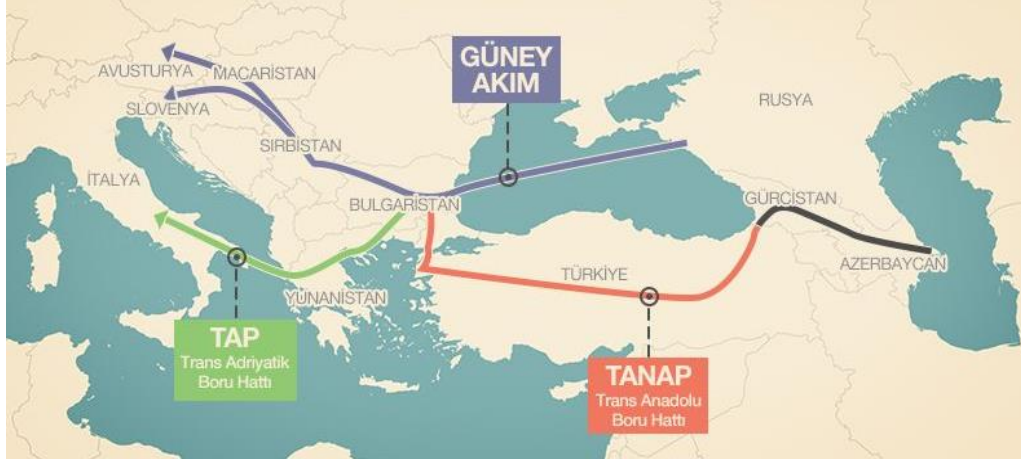 GÜNEY
AKIM
AVUSTURYA
MACARİSTAN
SLOVENYA
RUSYA
SIRBİSTAN
İTALYA
BULGARİSTAN
GÜRCİSTAN
AZERBAYCAN
TÜRKİYE
YUNANİSTAN
TAP
Trans Adriyatik
Boru Hattı
TANAP
Trans Anadolu
Boru Hattı